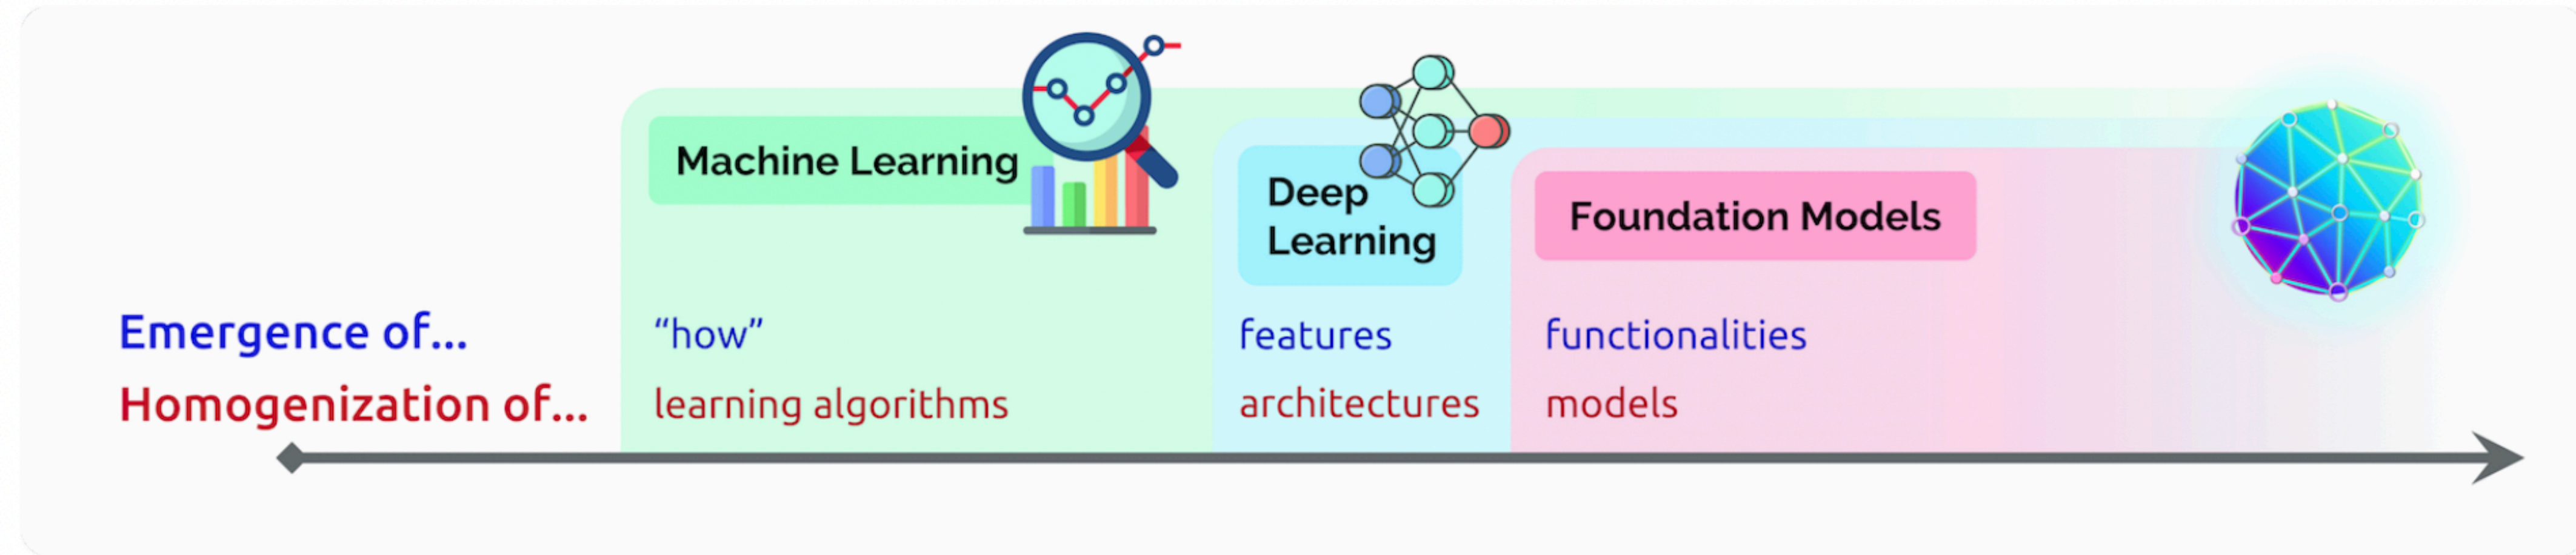 Machine Learning
Deep
Learning
Foundation Models
Emergence of...
“how”
features
functionalities
Homogenization of...
learning algorithms
architectures
models